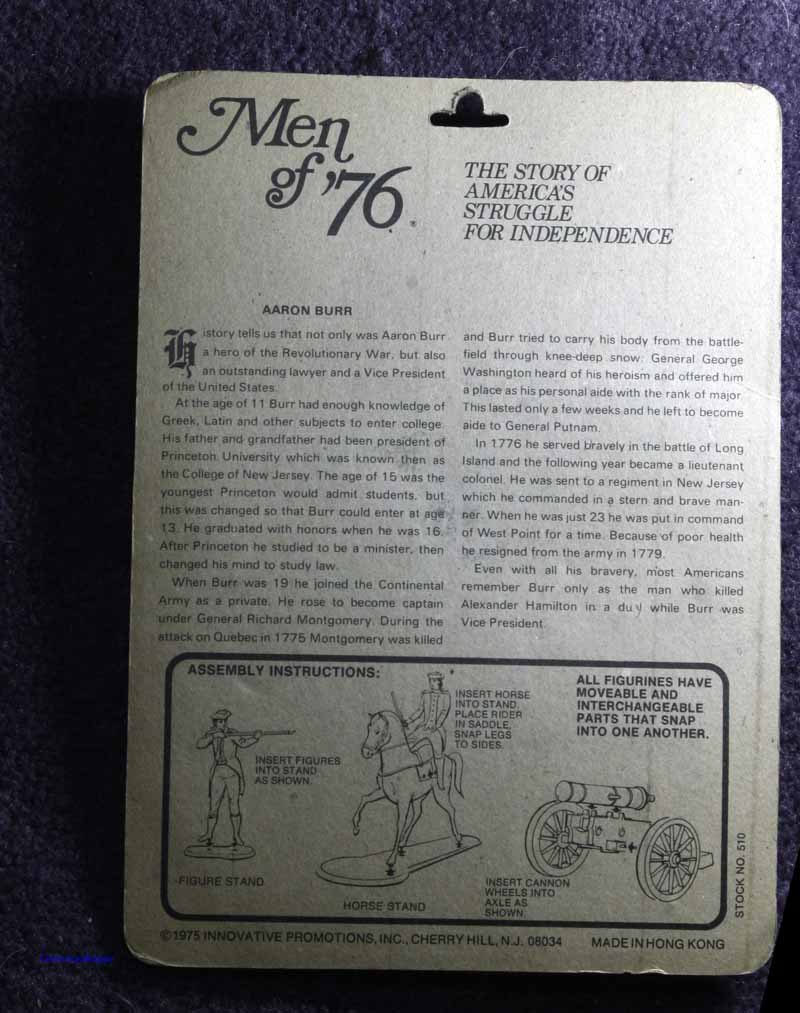 Men
of '76
THE STORY OF
AMERICA'S
STRUGGLE
FOR INDEPENDENCE
AARON BURR
History tells us that not only was Aaron Burr
a hero of the Revolutionary War, but also
an outstanding lawyer and a Vice President
of the United States.
At the age of 11 Burr had enough knowledge of
Greek, Latin and other subjects to enter college.
His father and grandfather had been president of
Princeton University which was known then as
the College of New Jersey. The age of 15 was the
youngest Princeton would admit students, but
this was changed so that Burr could enter at age
13. He graduated with honors when he was 16.
After Princeton he studied to be a minister, then
changed his mind to study law.
When Burr was 19 he joined the Continental
Army as a private. He rose to become captain
under General Richard Montgomery. During the
attack on Quebec in 1775 Montgomery was killed
and Burr tried to carry his body from the battle-
field through knee-deep snow. General George
Washington heard of his heroism and offered him
a place as his personal aide with the rank of major.
This lasted only a few weeks and he left to become
aide to General Putnam.
In 1776 he served bravely in the battle of Long
Island and the following year became a lieutenant
colonel. He was sent to a regiment in New Jersey
which he commanded in a stern and brave man-
ner. When he was just 23 he was put in command
of West Point for a time. Because of poor health
he resigned from the army in 1779.
Even with all his bravery, most Americans
remember Burr only as the man who killed
Alexander Hamilton in a duel while Burr was
Vice President.
ASSEMBLY INSTRUCTIONS:
INSERT FIGURES
INTO STAND
AS SHOWN.
FIGURE STAND
INSERT HORSE
INTO STAND,
PLACE RIDER
IN SADDLE,
SNAP LEGS
TO SIDES.
HORSE STAND
ALL FIGURINES HAVE
MOVEABLE AND
INTERCHANGEABLE
PARTS THAT SNAP
INTO ONE ANOTHER.
INSERT CANNON
WHEELS INTO
AXLE AS
SHOWN.
STOCK NO. 510
©1975 INNOVATIVE PROMOTIONS, INC., CHERRY HILL, N.J. 08034 MADE IN HONG KONG